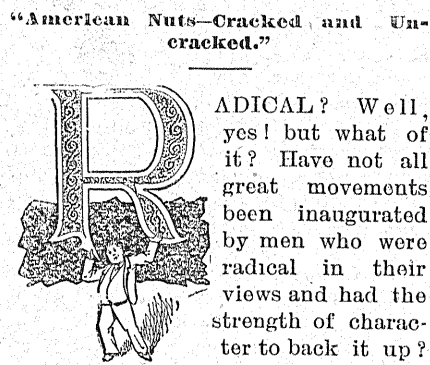 "American Nuts—Cracked and Un-
cracked."
RADICAL? Well,
yes! but what of
it? Have not all
great movements
been inaugurated
by men who were
radical in their
views and had the
strength of charac-
ter to back it up?